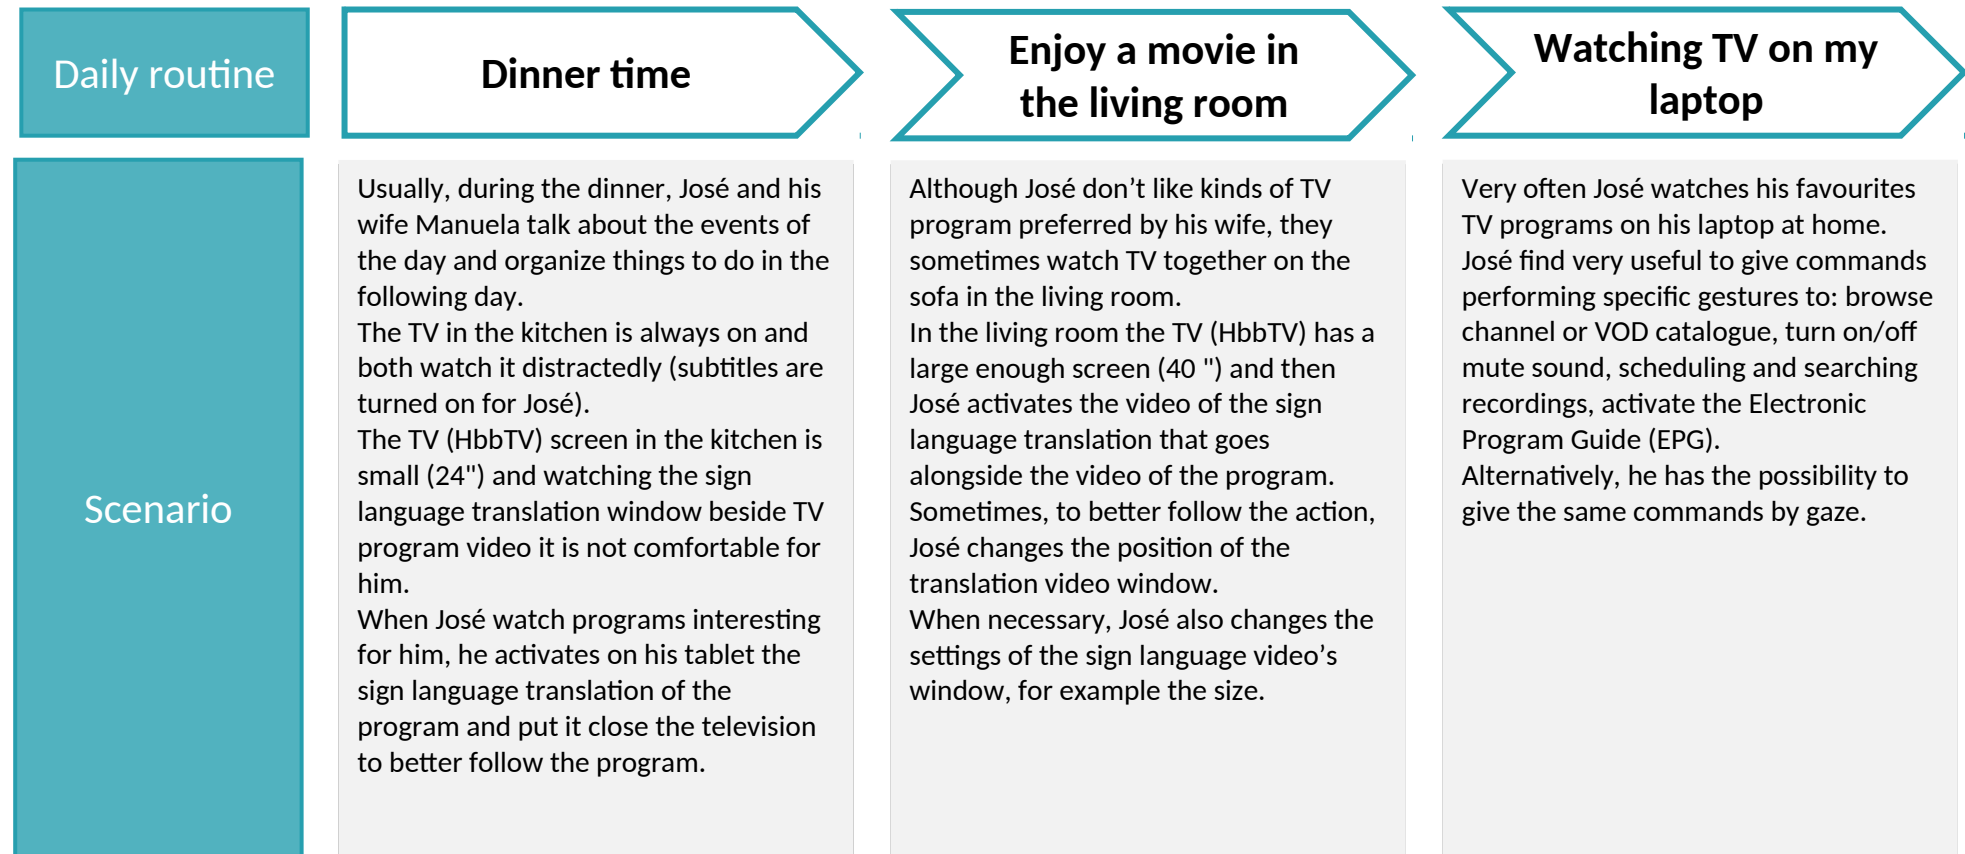 Daily routine
Dinner time
Enjoy a movie in
the living room
Watching TV on my
laptop
Scenario
Usually, during the dinner, José and his
wife Manuela talk about the events of
the day and organize things to do in the
following day.
The TV in the kitchen is always on and
both watch it distractedly (subtitles are
turned on for José).
The TV (HbbTV) screen in the kitchen is
small (24") and watching the sign
language translation window beside TV
program video it is not comfortable for
him.
When José watch programs interesting
for him, he activates on his tablet the
sign language translation of the
program and put it close the television
to better follow the program.
Although José don’t like kinds of TV
program preferred by his wife, they
sometimes watch TV together on the
sofa in the living room.
In the living room the TV (HbbTV) has a
large enough screen (40 ") and then
José activates the video of the sign
language translation that goes
alongside the video of the program.
Sometimes, to better follow the action,
José changes the position of the
translation video window.
When necessary, José also changes the
settings of the sign language video’s
window, for example the size.
Very often José watches his favourites
TV programs on his laptop at home.
José find very useful to give commands
performing specific gestures to: browse
channel or VOD catalogue, turn on/off
mute sound, scheduling and searching
recordings, activate the Electronic
Program Guide (EPG).
Alternatively, he has the possibility to
give the same commands by gaze.